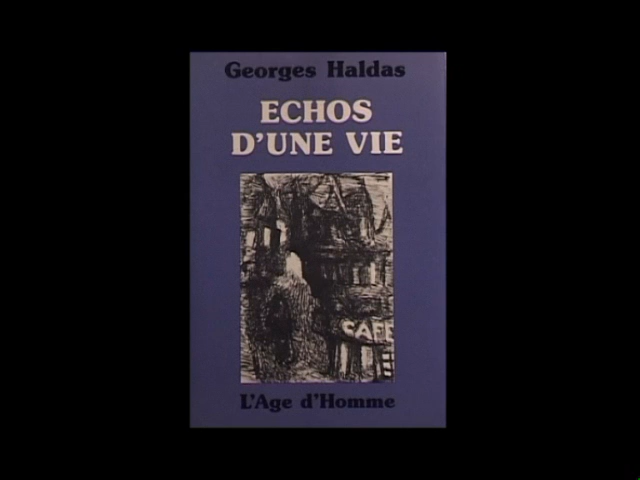 Georges Haldas
ECHOS
D'UNE VIE
CAFE
L'Age d'Homme